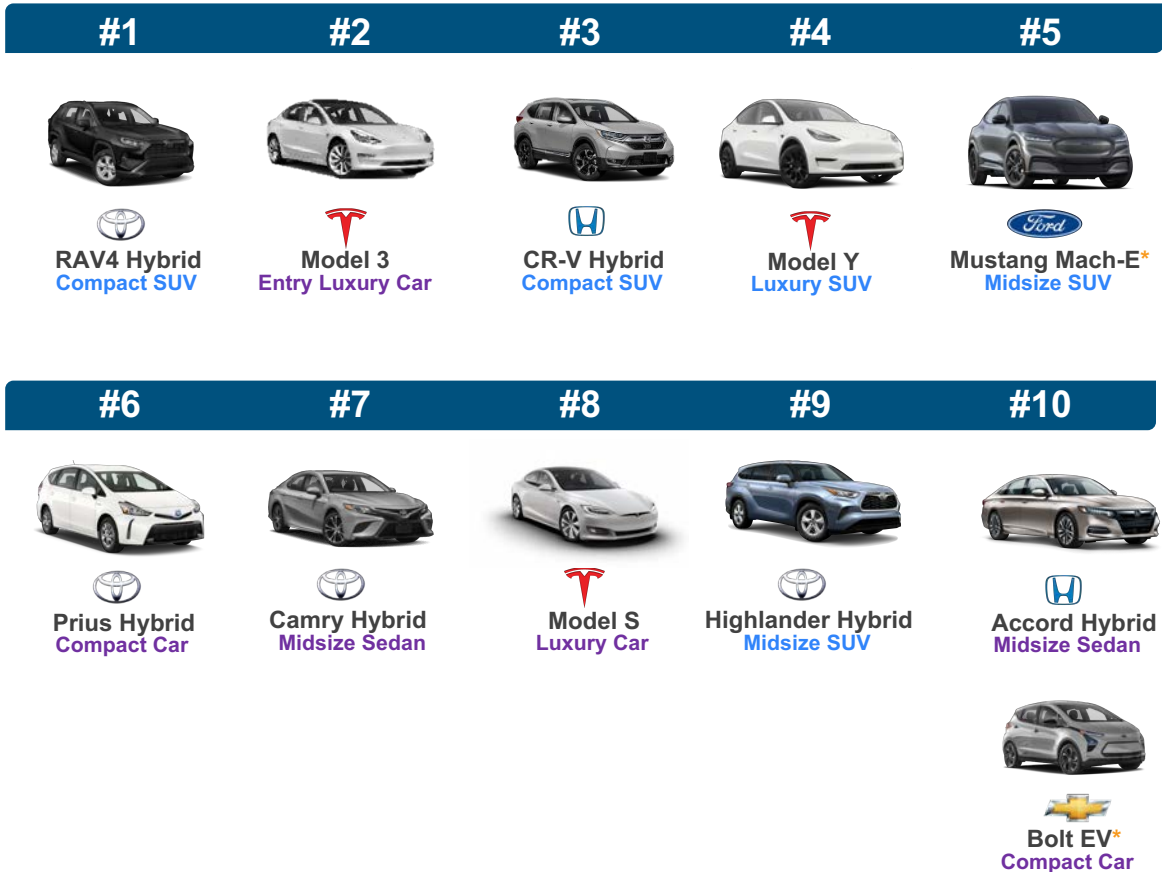 #1 #2 #3 #4 #5
Ford
RAV4 Hybrid
Compact SUV
Model 3
Entry Luxury Car
CR-V Hybrid
Compact SUV
Model Y
Luxury SUV
Mustang Mach-E*
Midsize SUV
#6 #7 #8 #9 #10
Prius Hybrid
Compact Car
Camry Hybrid
Midsize Sedan
Model S
Luxury Car
Highlander Hybrid
Midsize SUV
Accord Hybrid
Midsize Sedan
Bolt EV*
Compact Car